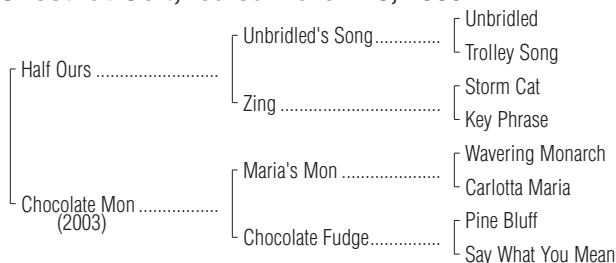 Unbridled
Unbridled's Song
Trolley Song
Half Ours
Storm Cat
Zing
Key Phrase
Wavering Monarch
Maria's Mon
Carlotta Maria
Chocolate Mon
(2003)
Pine Bluff
Chocolate Fudge
Say What You Mean